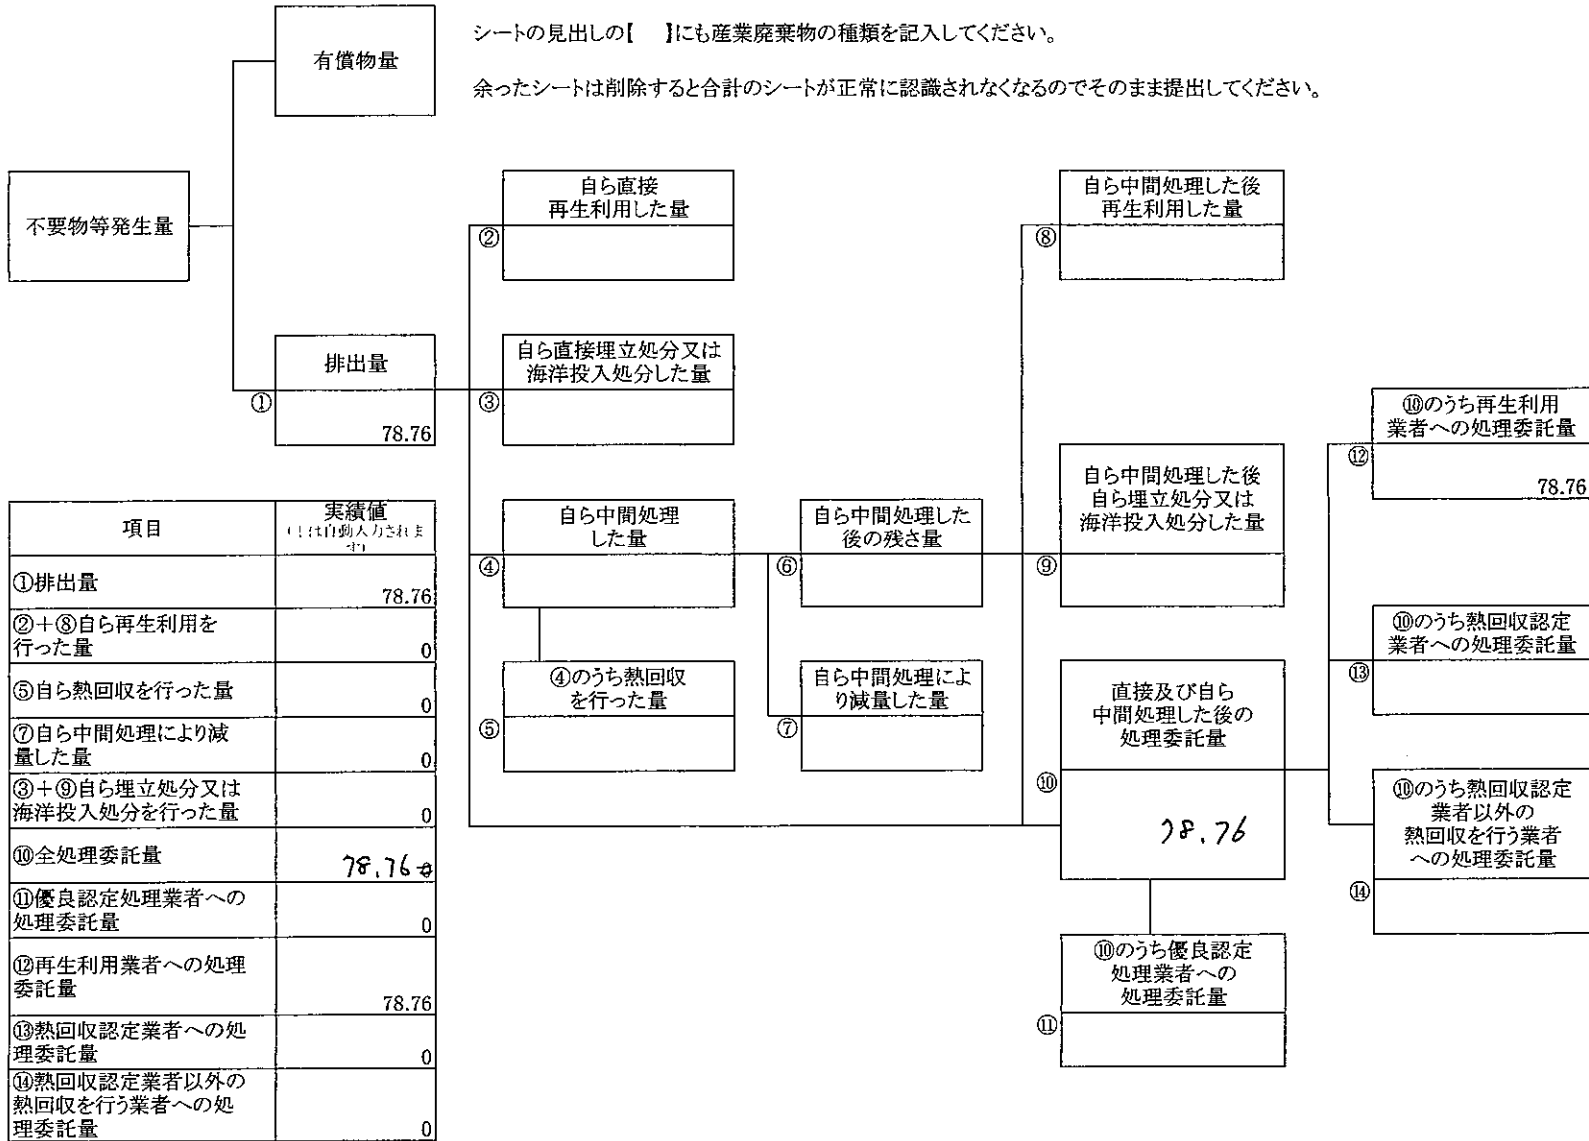 シートの見出しの【　】にも産業廃棄物の種類を記入してください。
余ったシートは削除すると合計のシートが正常に認識されなくなるのでそのまま提出してください。
有償物量
不要物等発生量
排出量
①
78.76
自ら直接
再生利用した量
②
自ら直接埋立処分又は
海洋投入処分した量
③
自ら中間処理
した量
④
④のうち熱回収
を行った量
⑤
自ら中間処理した
後の残さ量
⑥
自ら中間処理によ
り減量した量
⑦
自ら中間処理した後
再生利用した量
⑧
自ら中間処理した後
自ら埋立処分又は
海洋投入処分した量
⑨
直接及び自ら
中間処理した後の
処理委託量
⑩
78.76
⑩のうち優良認定
処理業者への
処理委託量
⑪
⑩のうち再生利用
業者への処理委託量
⑫
78.76
⑩のうち熱回収認定
業者への処理委託量
⑬
⑩のうち熱回収認定
業者以外の
熱回収を行う業者
への処理委託量
⑭
項目
実績値
①排出量
78.76
②+⑧自ら再生利用を
行った量
0
⑤自ら熱回収を行った量
0
⑦自ら中間処理により減
量した量
0
③+⑨自ら埋立処分又は
海洋投入処分を行った量
0
⑩全処理委託量
78.76 0
⑪優良認定処理業者への
処理委託量
0
⑫再生利用業者への処理
委託量
78.76
⑬熱回収認定業者への処
理委託量
0
⑭熱回収認定業者以外の
熱回収を行う業者への処
理委託量
0